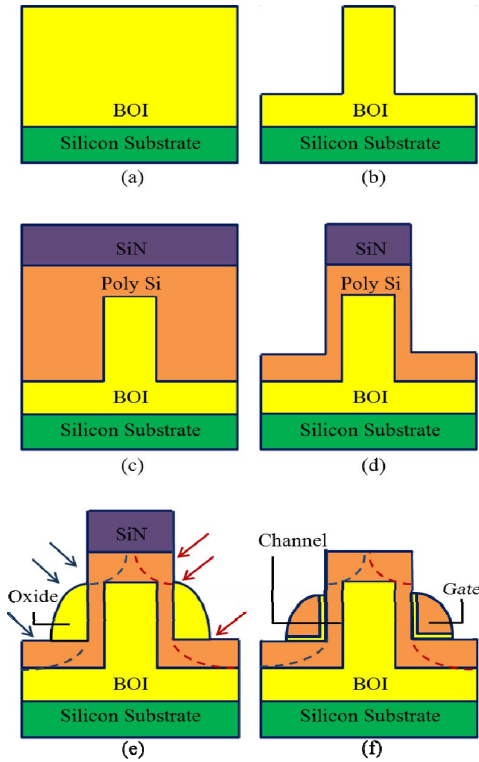 BOI
Silicon Substrate
(a)
BOI
Silicon Substrate
(b)
SiN
Poly Si
BOI
Silicon Substrate
(c)
SiN
Poly Si
BOI
Silicon Substrate
(d)
SiN
Oxide
BOI
Silicon Substrate
(e)
Channel
Gate
BOI
Silicon Substrate
(f)